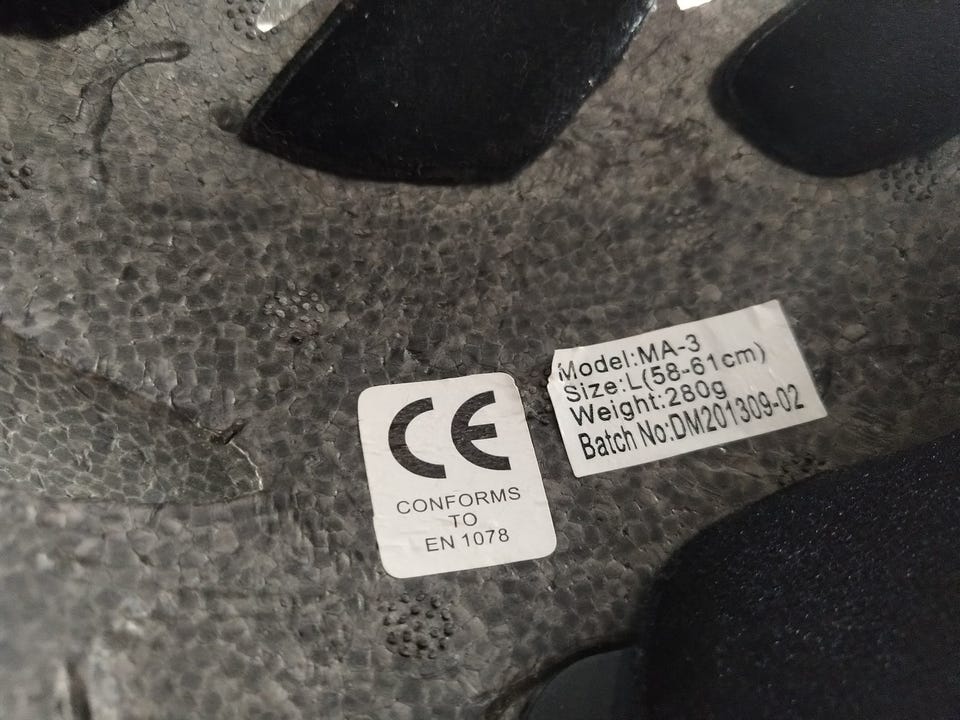 CE
CONFORMS
TO
EN 1078
Model:MA-3
Size:L(58-61cm)
Weight:280g
Batch No:DM201309-02